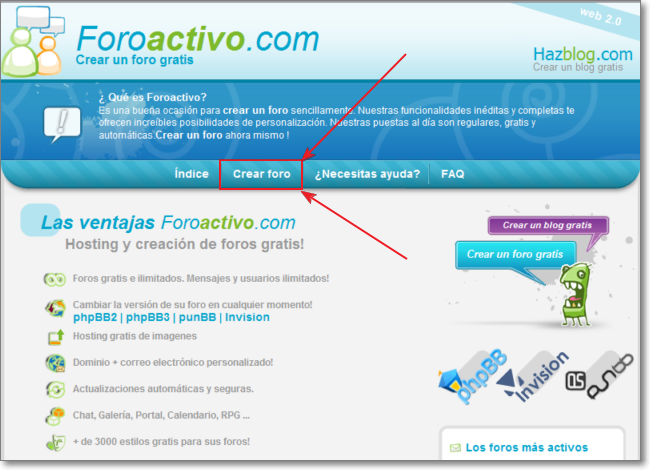 web 2.0
Foroactivo.com
Crear un foro gratis
Hazblog.com
Crear un blog gratis
¿ Qué es Foroactivo?
Es una buena ocasión para crear un foro sencillamente. Nuestras funcionalidades inéditas y completas te
ofrecen increíbles posibilidades de personalización. Nuestras puestas al día son regulares, gratis y
automáticas.Crear un foro ahora mismo !
Índice Crear foro ¿Necesitas ayuda? FAQ
Las ventajas Foroactivo.com
Hosting y creación de foros gratis!
Foros gratis e ilimitados. Mensajes y usuarios ilimitados!
Cambiar la versión de su foro en cualquier momento!
phpBB2 | phpBB3 | punBB | Invision
Hosting gratis de imagenes
Dominio + correo electrónico personalizado!
Actualizaciones automáticas y seguras.
Chat, Galería, Portal, Calendario, RPG ...
+ de 3000 estilos gratis para sus foros!
Crear un blog gratis
Crear un foro gratis
phpBB
Invision
punBB
Los foros más activos